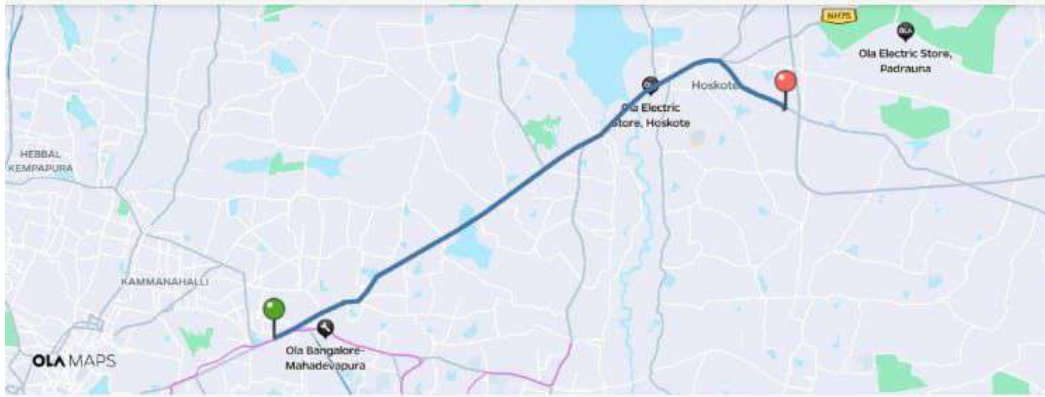 NH75
Ola Electric Store,
Padrauna
Hoskote
Ola Electric
Store, Hoskote
HEBBAL
KEMPAPURA
KAMMANAHALLI
Ola Bangalore-
Mahadevapura
OLA MAPS